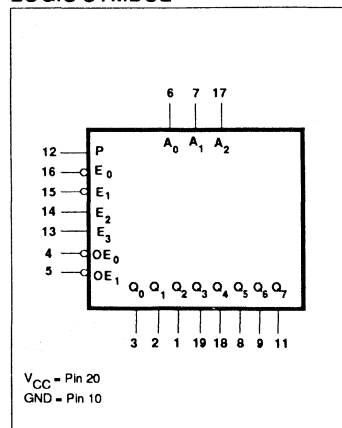 6 7 17
A0 A1 A2
12 P
16 E0
15 E1
14 E2
13 E3
4 OE0
5 OE1
Q0 Q1 Q2 Q3 Q4 Q5 Q6 Q7
3 2 1 19 18 8 9 11
VCC = Pin 20
GND = Pin 10